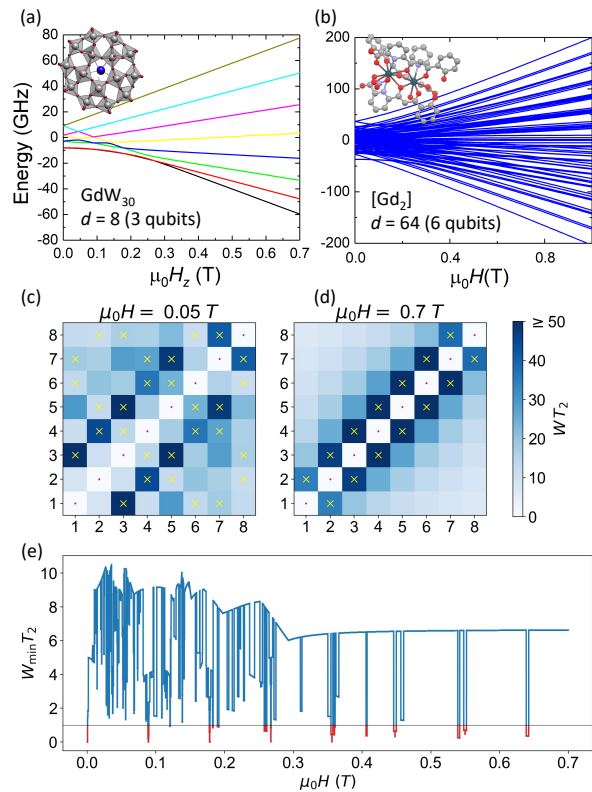 (a)
80
60
40
20
0
-20
-40
-60
-80
Energy (GHz)
GdW30
d = 8 (3 qubits)
0.0 0.1 0.2 0.3 0.4 0.5 0.6 0.7
μ0Hz (T)
(b)
200
100
0
-100
-200
[Gd2]
d = 64 (6 qubits)
0.0 0.4 0.8
μ0H(T)
(c)
μ0H = 0.05 T
8
7
6
5
4
3
2
1
1 2 3 4 5 6 7 8
(d)
μ0H = 0.7 T
8
7
6
5
4
3
2
1
1 2 3 4 5 6 7 8
≥ 50
40
30
20
10
0
WT2
(e)
10
8
6
4
2
0
WminT2
0.0 0.1 0.2 0.3 0.4 0.5 0.6 0.7
μ0H (T)